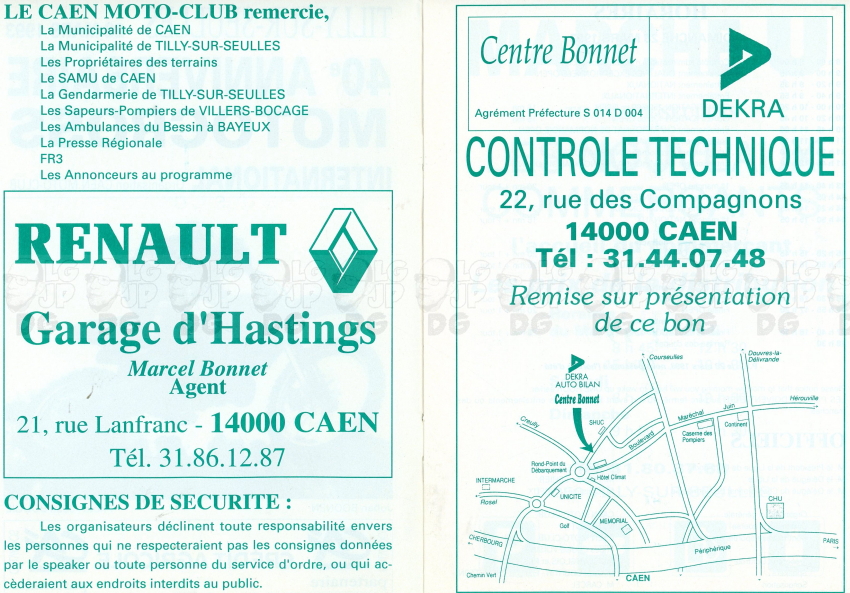 LE CAEN MOTO-CLUB remercie,
La Municipalité de CAEN
La Municipalité de TILLY-SUR-SEULLES
Les Propriétaires des terrains
Le SAMU de CAEN
La Gendarmerie de TILLY-SUR-SEULLES
Les Sapeurs-Pompiers de VILLERS-BOCAGE
Les Ambulances du Bessin à BAYEUX
La Presse Régionale
FR3
Les Annonceurs au programme
RENAULT
Garage d'Hastings
Marcel Bonnet
Agent
21, rue Lanfranc - 14000 CAEN
Tél. 31.86.12.87
CONSIGNES DE SECURITE :
Les organisateurs déclinent toute responsabilité envers
les personnes qui ne respecteraient pas les consignes données
par le speaker ou toute personne du service d'ordre, ou qui ac-
cèderaient aux endroits interdits au public.
Centre Bonnet
Agrément Préfecture S 014 D 004
DEKRA
CONTROLE TECHNIQUE
22, rue des Compagnons
14000 CAEN
Tél : 31.44.07.48
Remise sur présentation
de ce bon
DEKRA
AUTO BILAN
Centre Bonnet
Courseulles
Douvres-la-
Délivrande
Creully
SHUC
Boulevard
Maréchal
Juin
Hérouville
Caserne des
Pompiers
Continent
Rond-Point du
Débarquement
Hôtel Climat
INTERMARCHE
Rosel
UNICITE
Golf
MEMORIAL
CHU
CHERBOURG
Périphérique
PARIS
Chemin Vert
CAEN
LG
JP
DG